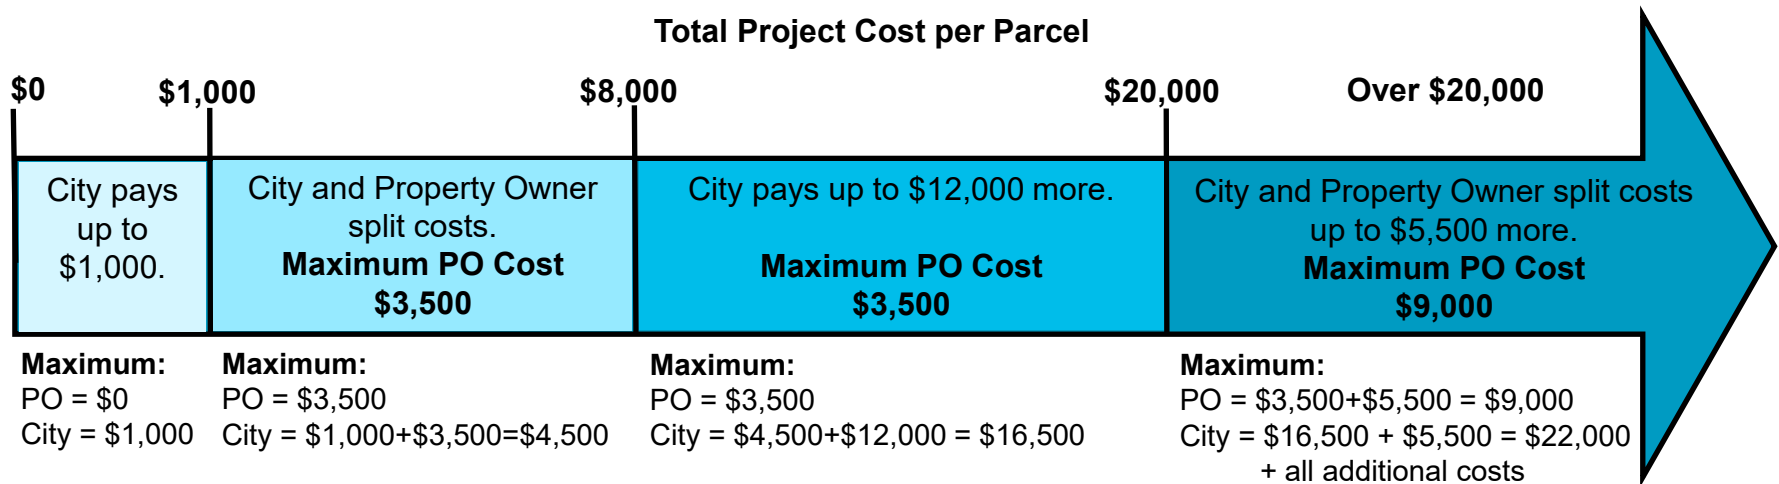 Total Project Cost per Parcel
$0
$1,000
$8,000
$20,000
Over $20,000
City pays
up to
$1,000.
City and Property Owner
split costs.
Maximum PO Cost
$3,500
City pays up to $12,000 more.
Maximum PO Cost
$3,500
City and Property Owner split costs
up to $5,500 more.
Maximum PO Cost
$9,000
Maximum:
PO = $0
City = $1,000
Maximum:
PO = $3,500
City = $1,000+$3,500=$4,500
Maximum:
PO = $3,500
City = $4,500+$12,000 = $16,500
Maximum:
PO = $3,500+$5,500 = $9,000
City = $16,500 + $5,500 = $22,000
+ all additional costs